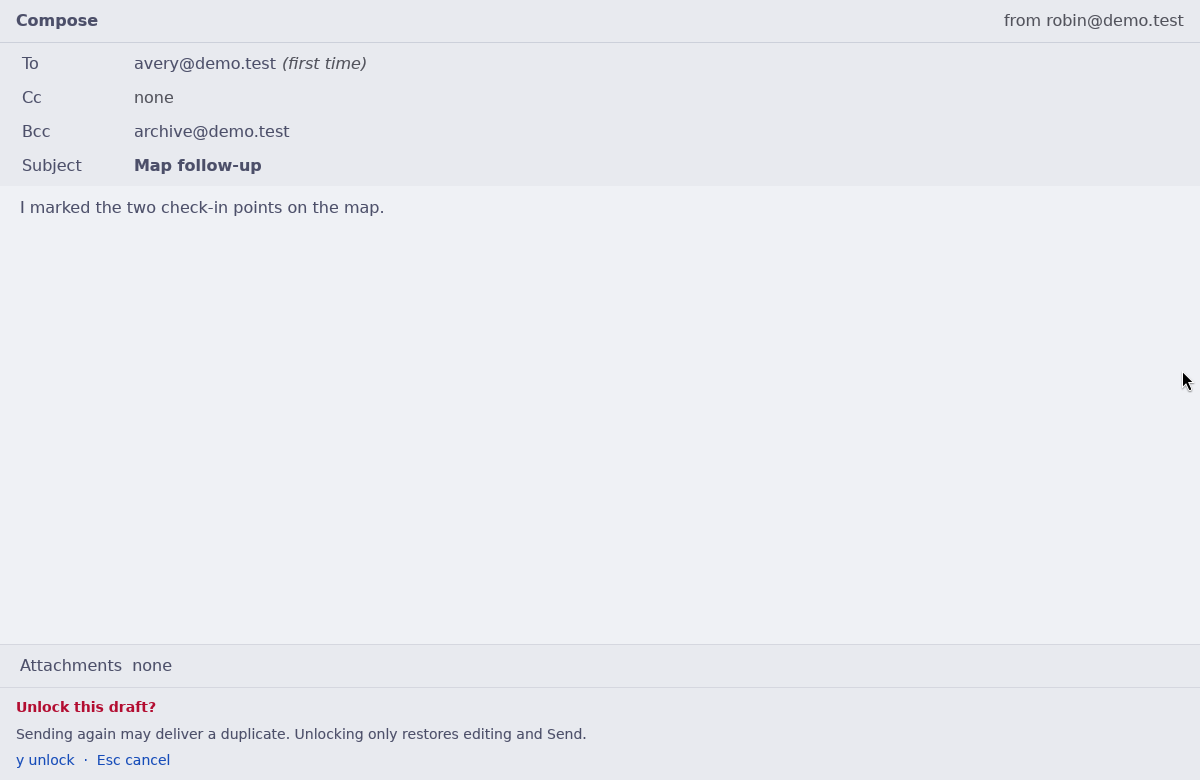 Compose from robin@demo.test
To avery@demo.test (first time)
Cc none
Bcc archive@demo.test
Subject Map follow-up
I marked the two check-in points on the map.
Attachments none
Unlock this draft?
Sending again may deliver a duplicate. Unlocking only restores editing and Send.
y unlock · Esc cancel